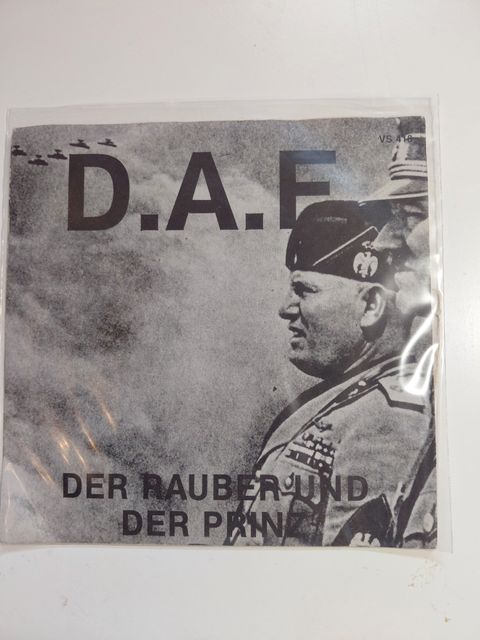 VS 418
D.A.F
DER RAUBER UND
DER PRINZ